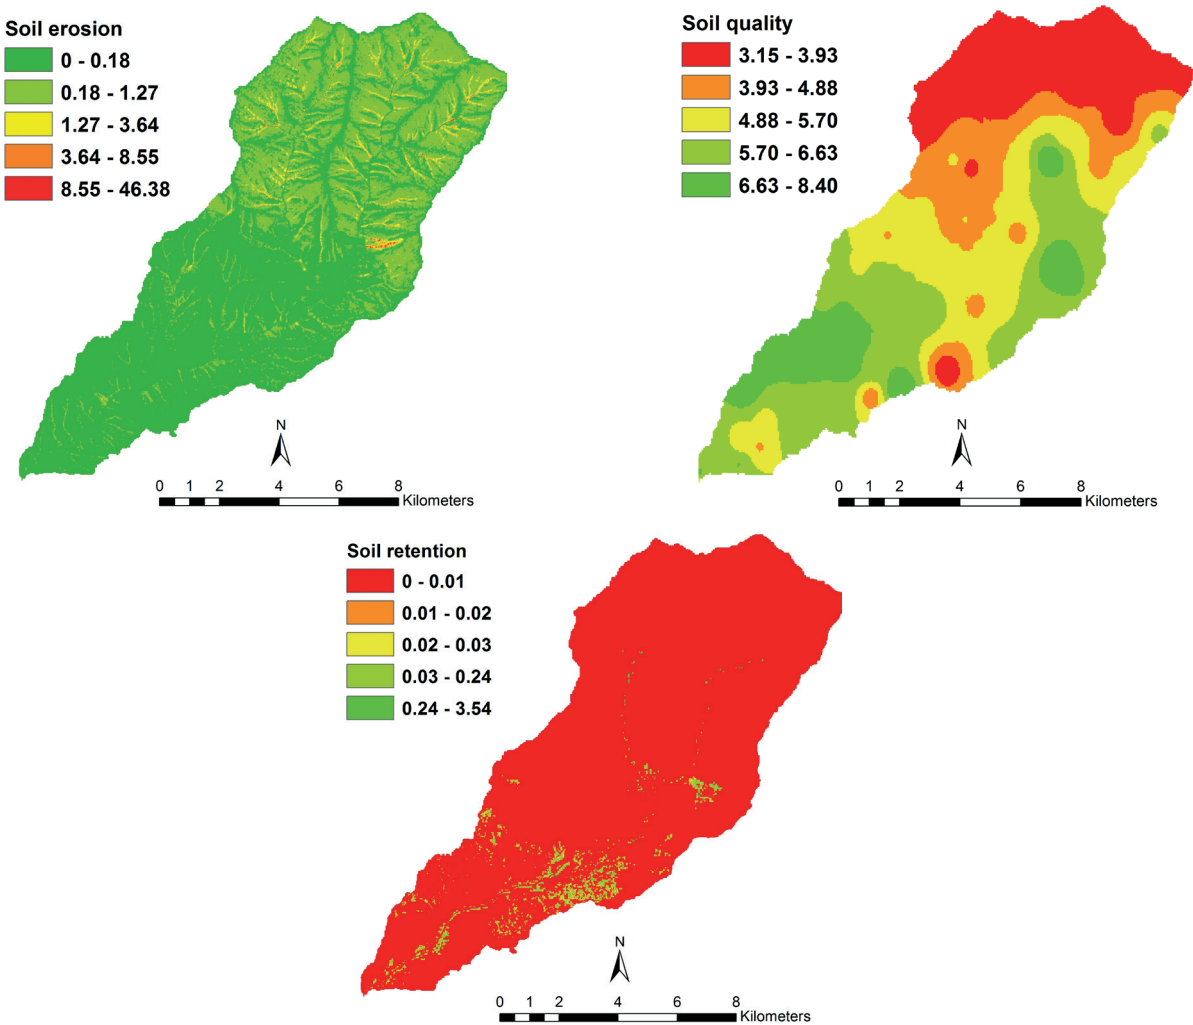 Soil erosion
0 - 0.18
0.18 - 1.27
1.27 - 3.64
3.64 - 8.55
8.55 - 46.38
N
0 1 2 4 6 8
Kilometers
Soil quality
3.15 - 3.93
3.93 - 4.88
4.88 - 5.70
5.70 - 6.63
6.63 - 8.40
N
0 1 2 4 6 8
Kilometers
Soil retention
0 - 0.01
0.01 - 0.02
0.02 - 0.03
0.03 - 0.24
0.24 - 3.54
N
0 1 2 4 6 8
Kilometers